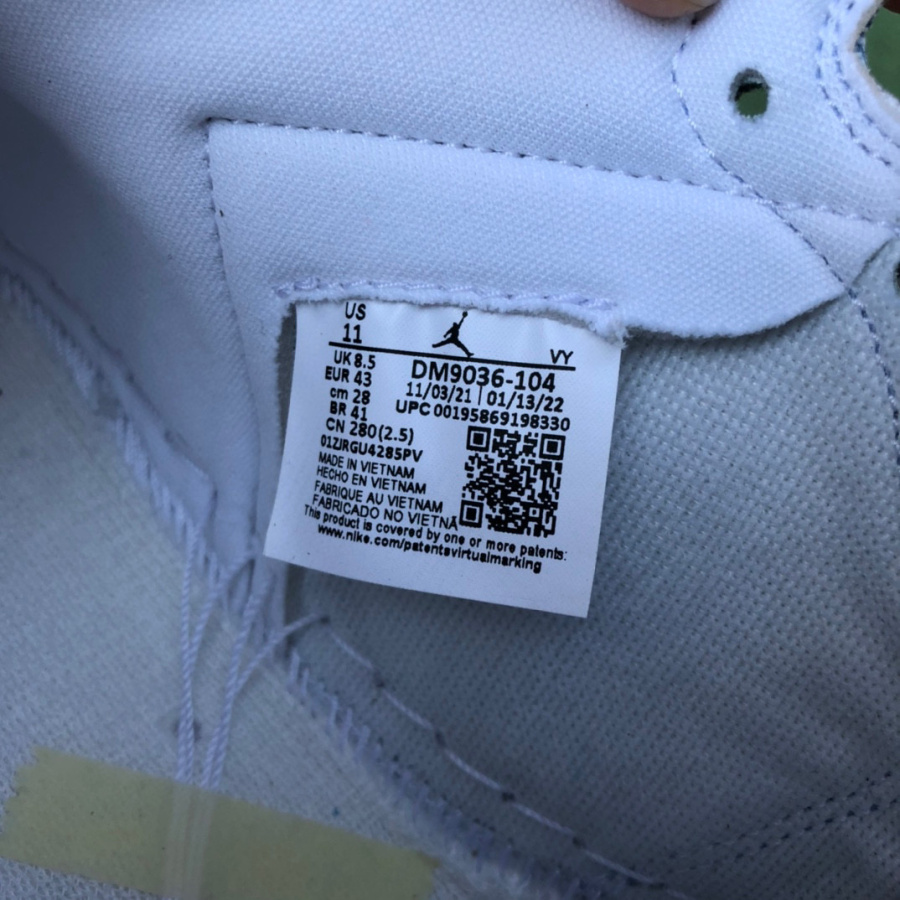 US
11
VY
UK 8.5
DM9036-104
EUR 43
11/03/21 | 01/13/22
cm 28
UPC 00195869198330
BR 41
CN 280(2.5)
01ZJRGU4285PV
MADE IN VIETNAM
HECHO EN VIETNAM
FABRIQUE AU VIETNAM
FABRICADO NO VIETNÃ
This product is covered by one or more patents:
www.nike.com/patentsvirtualmarking